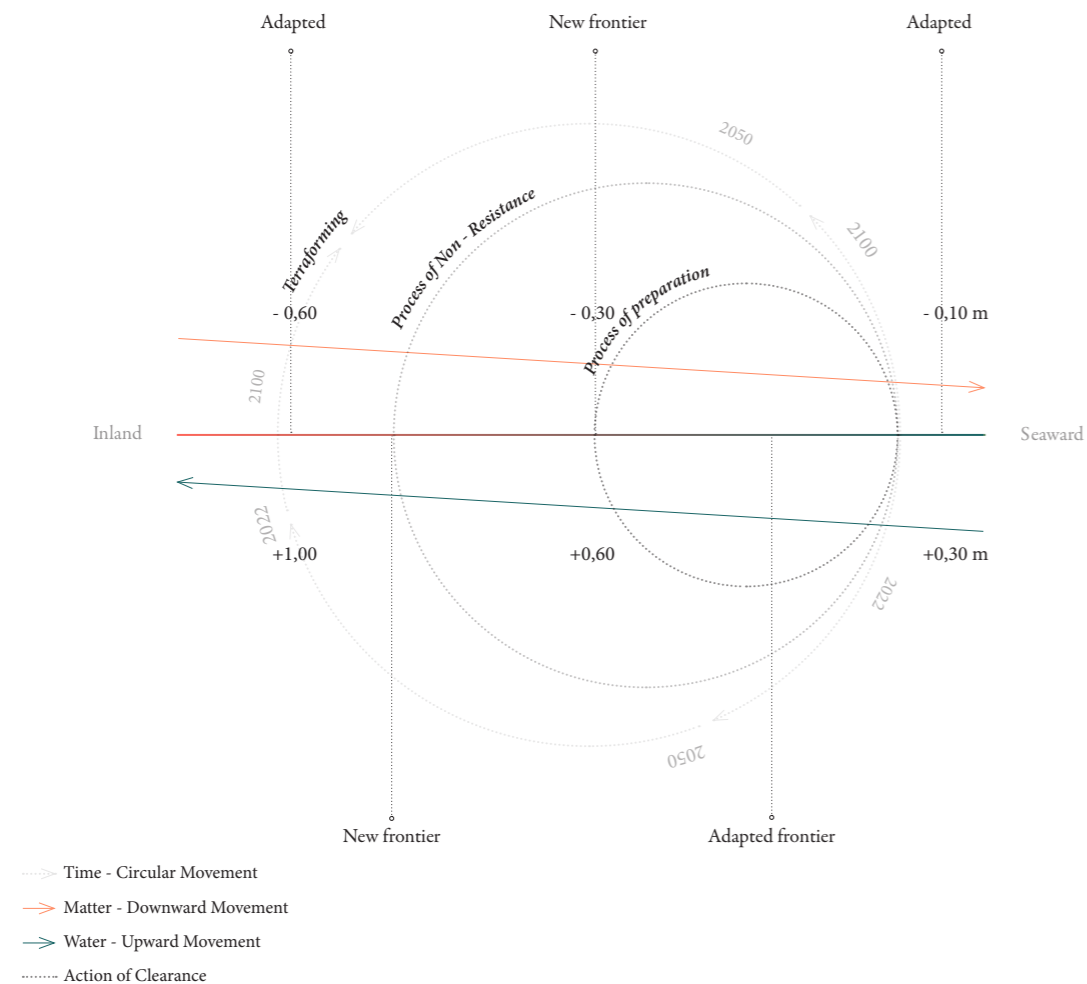 Adapted
New frontier
Adapted
2050
2100
Terraforming
Process of Non - Resistance
Process of preparation
- 0,60
- 0,30
- 0,10 m
2100
Inland
Seaward
2022
+1,00
+0,60
+0,30 m
2022
2050
New frontier
Adapted frontier
Time - Circular Movement
Matter - Downward Movement
Water - Upward Movement
Action of Clearance